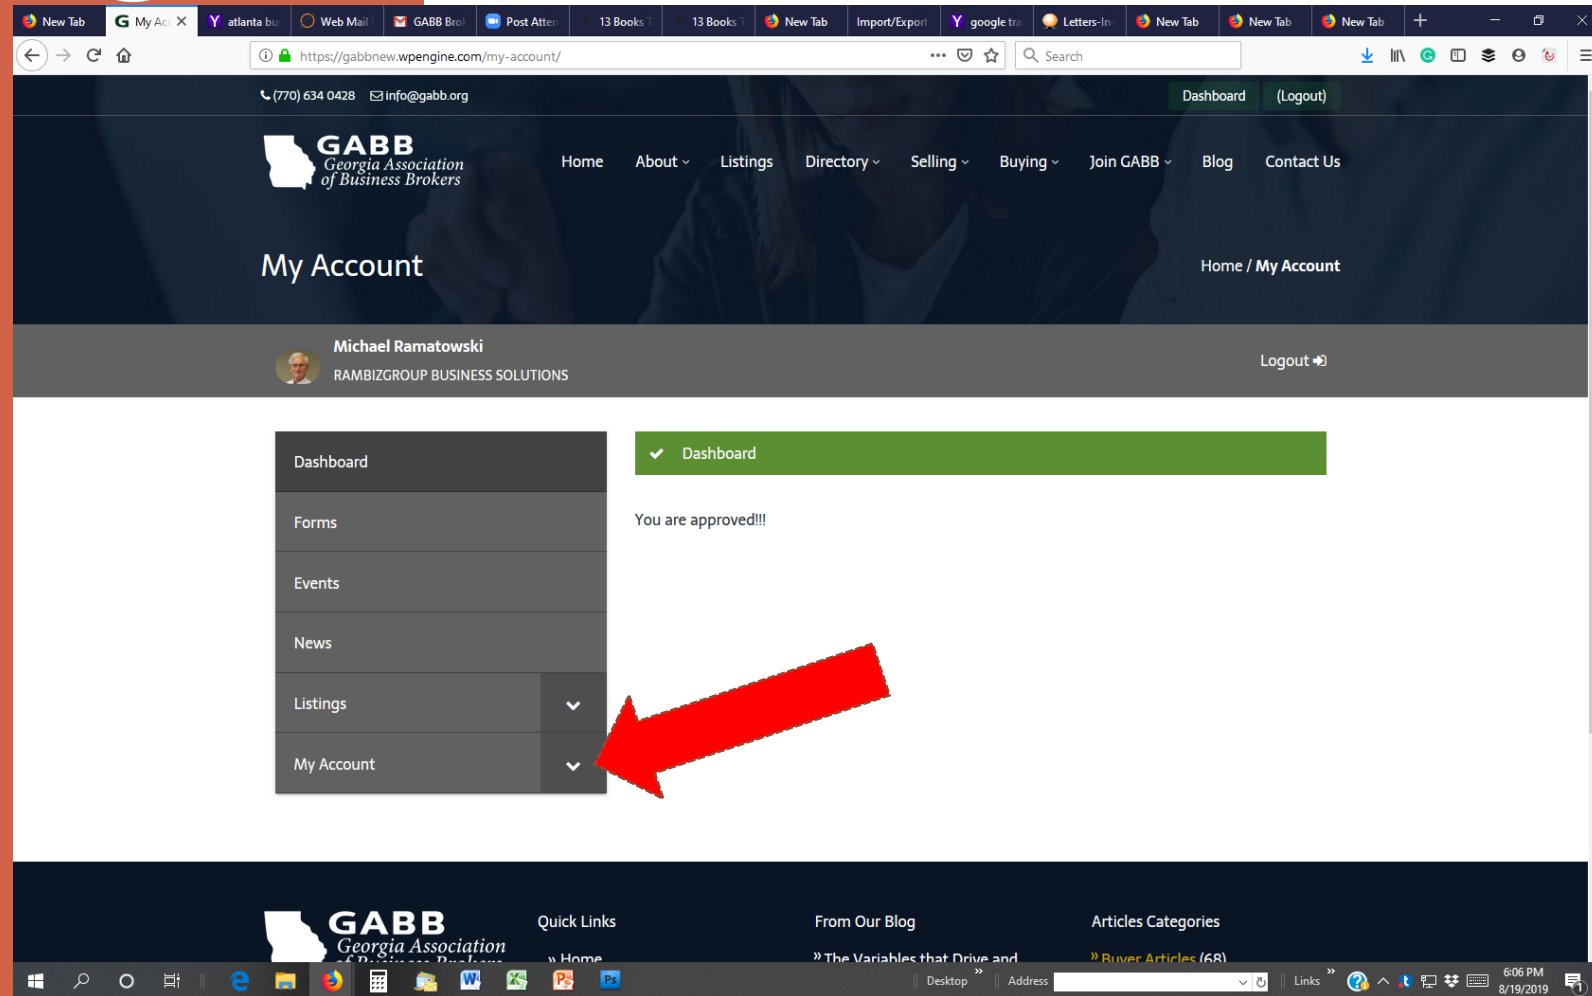 New Tab
G My Acc
atlanta bu
Web Mail
GABB Brok
Post Atten
13 Books T
13 Books T
New Tab
Import/Export
google tra
Letters-In-
New Tab
New Tab
New Tab
https://gabbnew.wpengine.com/my-account/
Search
(770) 634 0428 info@gabb.org
Dashboard (Logout)
GABB
Georgia Association
of Business Brokers
Home About Listings Directory Selling Buying Join GABB Blog Contact Us
My Account
Home / My Account
Michael Ramatowski
RAMBIZGROUP BUSINESS SOLUTIONS
Logout
Dashboard
Forms
Events
News
Listings
My Account
Dashboard
You are approved!!!
GABB
Georgia Association
of Business Brokers
Quick Links
» Home
From Our Blog
» The Variables that Drive and
Articles Categories
» Buyer Articles (68)
Desktop » Address Links »
6:06 PM
8/19/2019